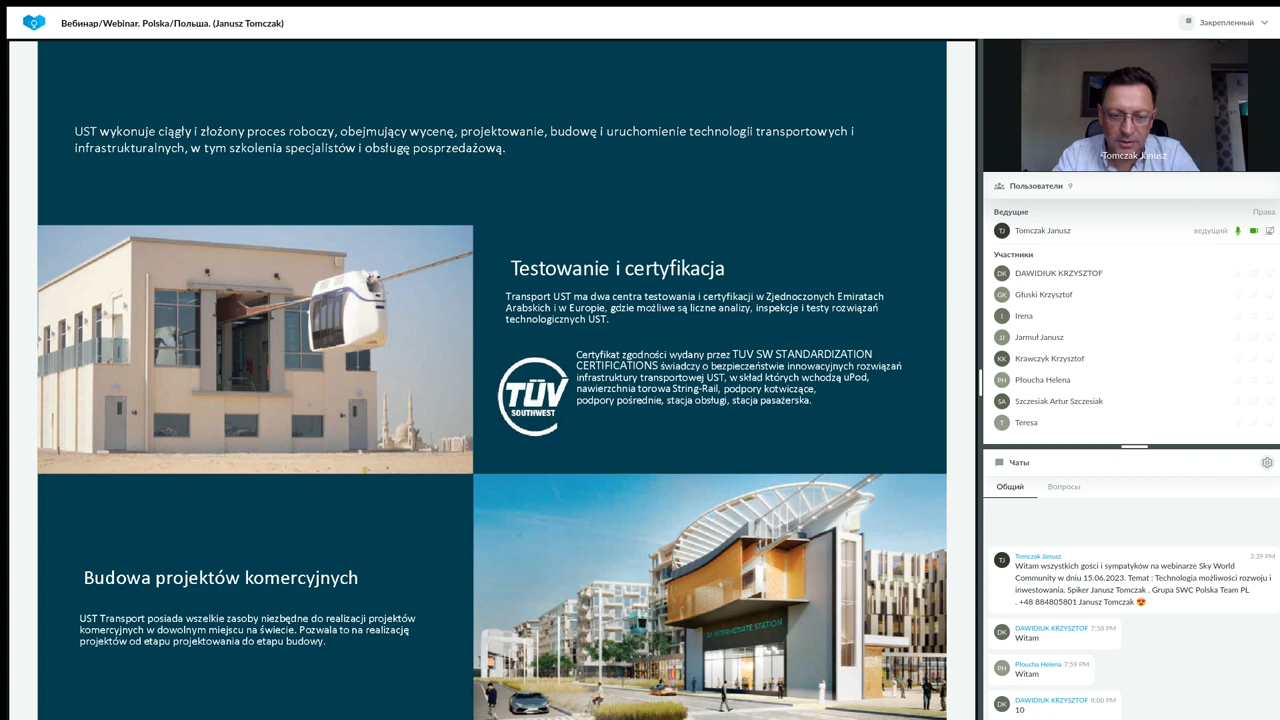 Вебинар/Webinar. Polska/Польша. (Janusz Tomczak)
Закрепленный
UST wykonuje ciągły i złożony proces roboczy, obejmujący wycenę, projektowanie, budowę i uruchomienie technologii transportowych i
infrastrukturalnych, w tym szkolenia specjalistów i obsługę posprzedażową.
Testowanie i certyfikacja
Transport UST ma dwa centra testowania i certyfikacji w Zjednoczonych Emiratach
Arabskich i w Europie, gdzie możliwe są liczne analizy, inspekcje i testy rozwiązań
technologicznych UST.
TÜV
SOUTHWEST
Certyfikat zgodności wydany przez TUV SW STANDARDIZATION
CERTIFICATIONS świadczy o bezpieczeństwie innowacyjnych rozwiązań
infrastruktury transportowej UST, w skład których wchodzą uPod,
nawierzchnia torowa String-Rail, podpory kotwiczące,
podpory pośrednie, stacja obsługi, stacja pasażerska.
Budowa projektów komercyjnych
UST Transport posiada wszelkie zasoby niezbędne do realizacji projektów
komercyjnych w dowolnym miejscu na świecie. Pozwala to na realizację
projektów od etapu projektowania do etapu budowy.
INTERMEDIATE STATION
Tomczak Janusz
Пользователи 9
Ведущие Права
TJ Tomczak Janusz ведущий
Участники
DK DAWIDIUK KRZYSZTOF
GK Głuski Krzysztof
I Irena
JJ Jarmuł Janusz
KK Krawczyk Krzysztof
PH Płoucha Helena
SA Szczesiak Artur Szczesiak
T Teresa
Чаты
Общий Вопросы
TJ Tomczak Janusz 3:39 PM
Witam wszystkich gości i sympatyków na webinarze Sky World
Community w dniu 15.06.2023. Temat : Technologia możliwości rozwoju i
inwestowania. Spiker Janusz Tomczak . Grupa SWC Polska Team PL
. +48 884805801 Janusz Tomczak 😍
DK DAWIDIUK KRZYSZTOF 7:58 PM
Witam
PH Płoucha Helena 7:59 PM
Witam
DK DAWIDIUK KRZYSZTOF 8:00 PM
10